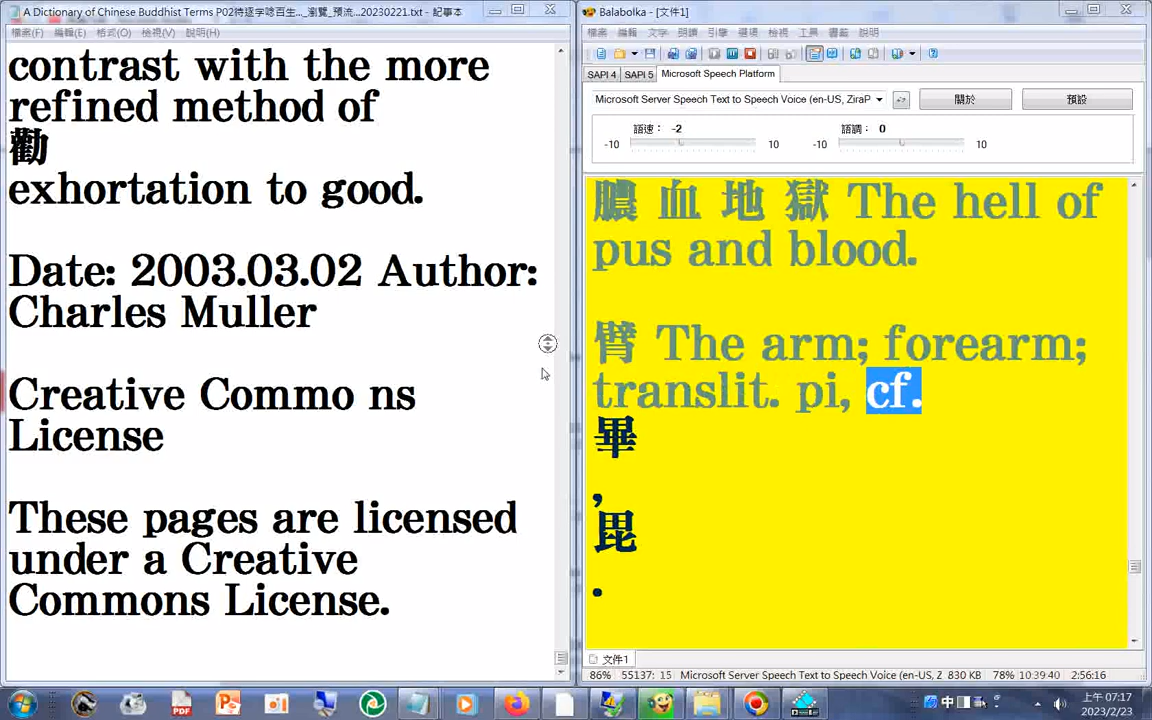 A Dictionary of Chinese Buddhist Terms P02待逐字唸百生..._瀏覽_預流...20230221.txt - 記事本
檔案(F) 編輯(E) 格式(O) 檢視(V) 說明(H)
contrast with the more
refined method of
勸
exhortation to good.
Date: 2003.03.02 Author:
Charles Muller
Creative Commo ns
License
These pages are licensed
under a Creative
Commons License.
Balabolka - [文件1]
檔案 編輯 文字 朗讀 引擎 選項 檢視 工具 書籤 說明
SAPI 4 SAPI 5 Microsoft Speech Platform
Microsoft Server Speech Text to Speech Voice (en-US, ZiraP 關於 預設
語速： -2 語調： 0
-10 10 -10 10
膿 血 地 獄 The hell of
pus and blood.
臂 The arm; forearm;
translit. pi, cf.
畢
,
毘
.
文件1
86% 55137: 15 Microsoft Server Speech Text to Speech Voice (en-US, Z 830 KB 78% 10:39:40 2:56:16
中
上午 07:17
2023/2/23